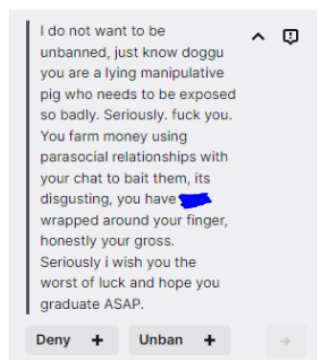 I do not want to be
unbanned, just know doggu
you are a lying manipulative
pig who needs to be exposed
so badly. Seriously. fuck you.
You farm money using
parasocial relationships with
your chat to bait them, its
disgusting, you have
wrapped around your finger,
honestly your gross.
Seriously i wish you the
worst of luck and hope you
graduate ASAP.
Deny + Unban +